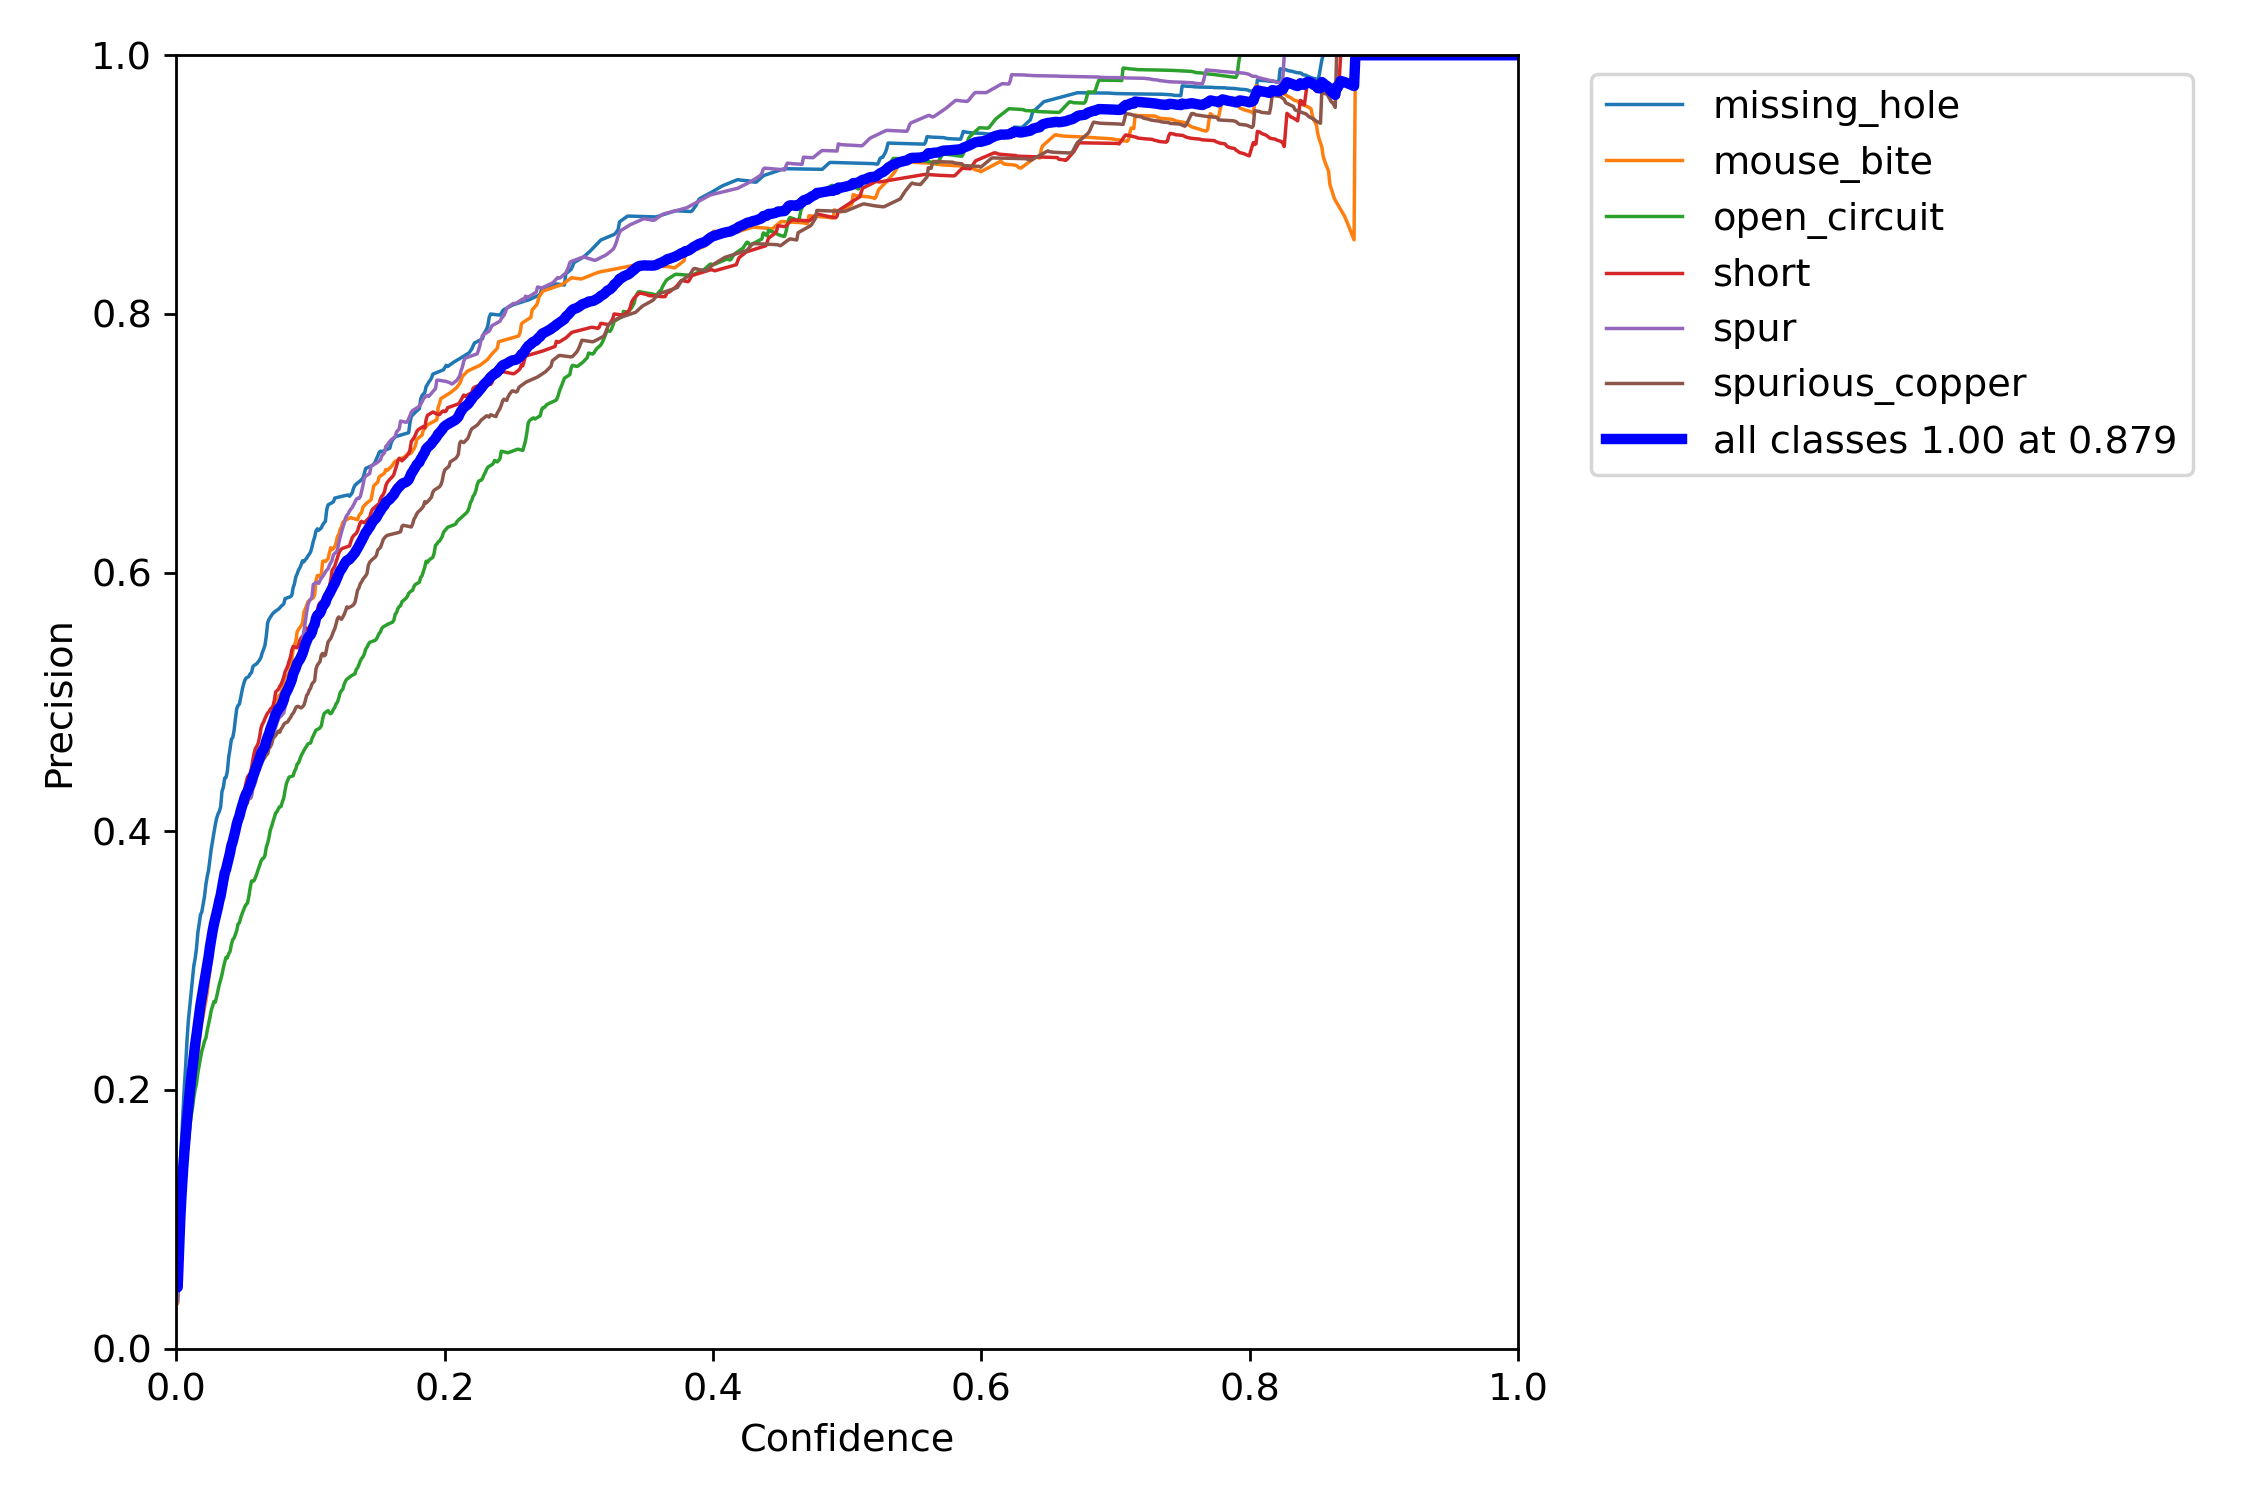 1.0
0.8
0.6
0.4
0.2
0.0
Precision
0.0 0.2 0.4 0.6 0.8 1.0
Confidence
missing_hole
mouse_bite
open_circuit
short
spur
spurious_copper
all classes 1.00 at 0.879